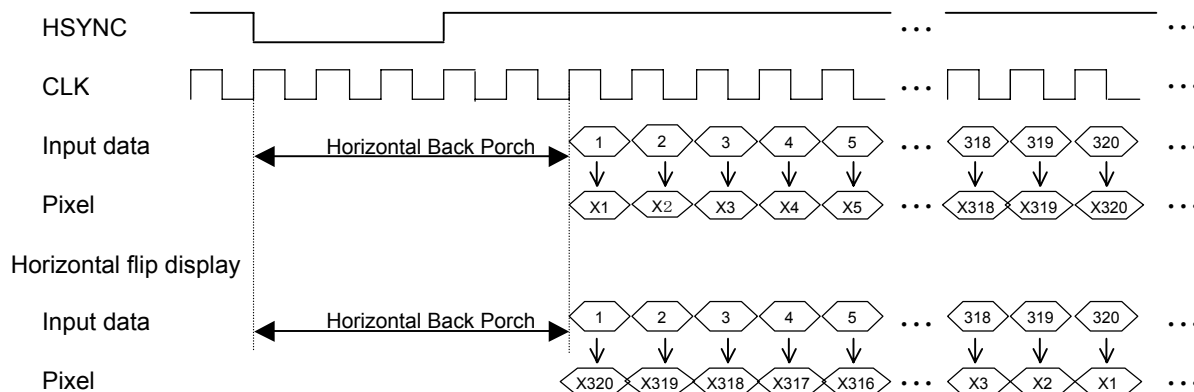 HSYNC ... ...
CLK ... ...
Input data Horizontal Back Porch 1 2 3 4 5 ... 318 319 320 ...
Pixel X1 X2 X3 X4 X5 ... X318 X319 X320 ...
Horizontal flip display
Input data Horizontal Back Porch 1 2 3 4 5 ... 318 319 320 ...
Pixel X320 X319 X318 X317 X316 ... X3 X2 X1 ...